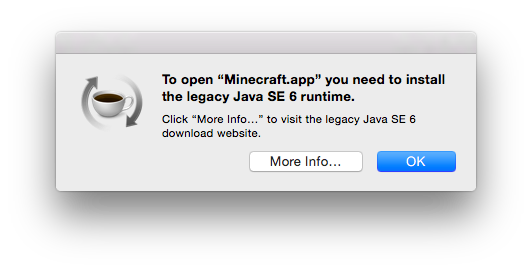 To open “Minecraft.app” you need to install
the legacy Java SE 6 runtime.
Click “More Info…” to visit the legacy Java SE 6
download website.
More Info…
OK